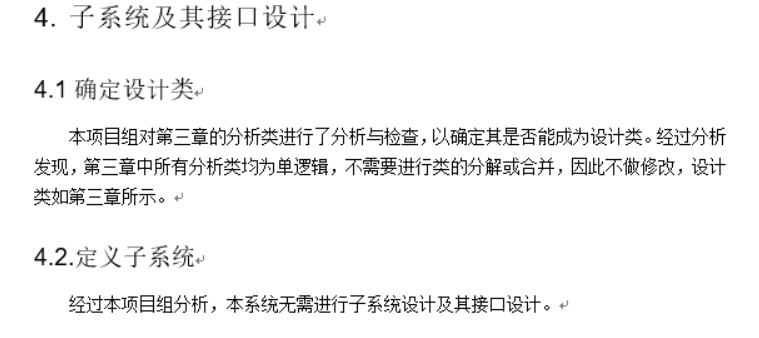 4. 子系统及其接口设计
4.1 确定设计类
本项目组对第三章的分析类进行了分析与检查，以确定其是否能成为设计类。经过分析
发现，第三章中所有分析类均为单逻辑，不需要进行类的分解或合并，因此不做修改，设计
类如第三章所示。
4.2.定义子系统
经过本项目组分析，本系统无需进行子系统设计及其接口设计。